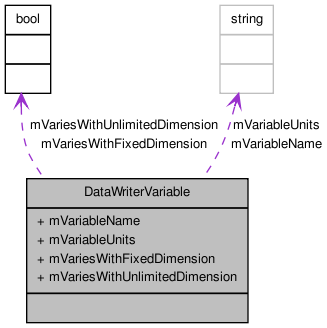 bool
string
mVariesWithUnlimitedDimension
mVariesWithFixedDimension
mVariableUnits
mVariableName
DataWriterVariable
+ mVariableName
+ mVariableUnits
+ mVariesWithFixedDimension
+ mVariesWithUnlimitedDimension